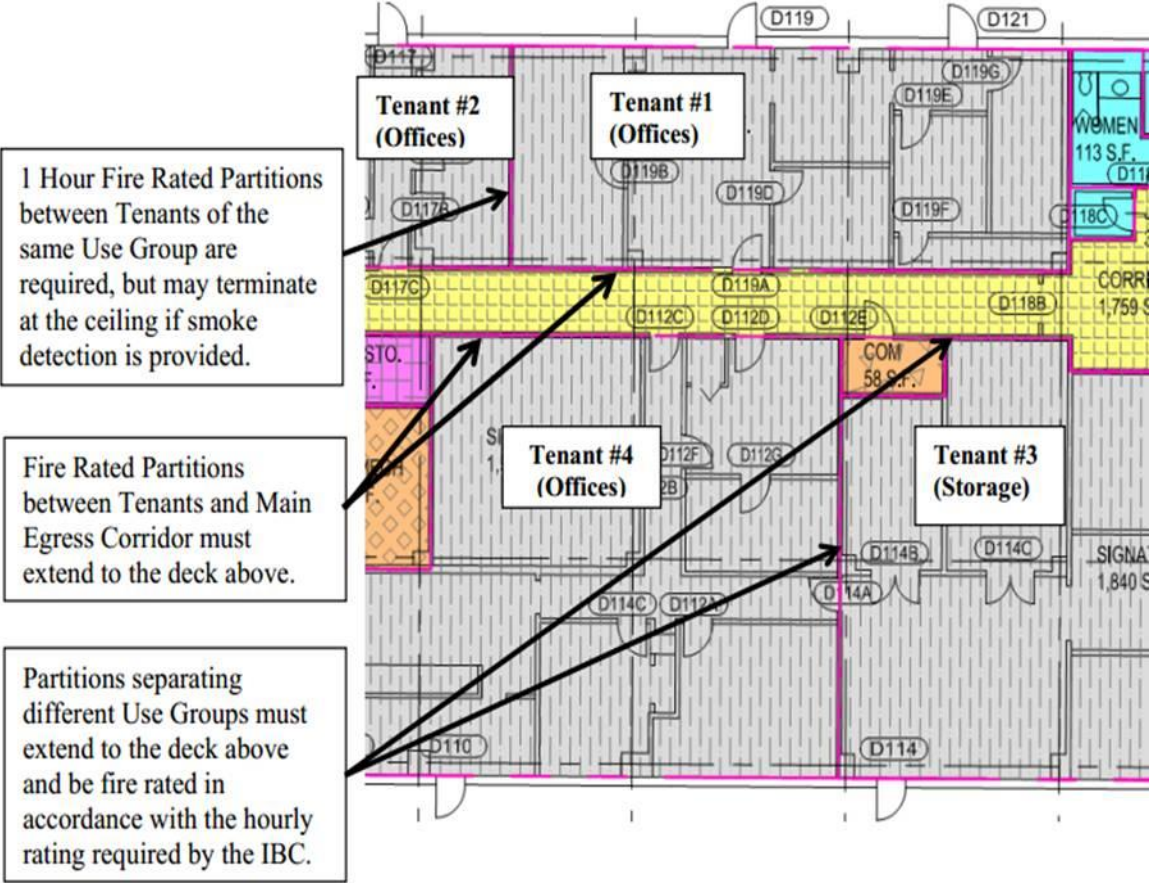 D119
D121
D117
D119G
D119E
Tenant #2
(Offices)
Tenant #1
(Offices)
WOMEN
113 S.F.
D119B
D119D
D117B
D119F
D118C
1 Hour Fire Rated Partitions
between Tenants of the
same Use Group are
required, but may terminate
at the ceiling if smoke
detection is provided.
D117C
D119A
D118B
D112C
D112D
D112E
1,759 S
STO.
F.
COM
58 S.F.
Fire Rated Partitions
between Tenants and Main
Egress Corridor must
extend to the deck above.
Tenant #4
(Offices)
D112F
D112G
2B
Tenant #3
(Storage)
D114B
D114C
SIGNA
1,840 S
D114A
D114C
D112A
Partitions separating
different Use Groups must
extend to the deck above
and be fire rated in
accordance with the hourly
rating required by the IBC.
D110
D114